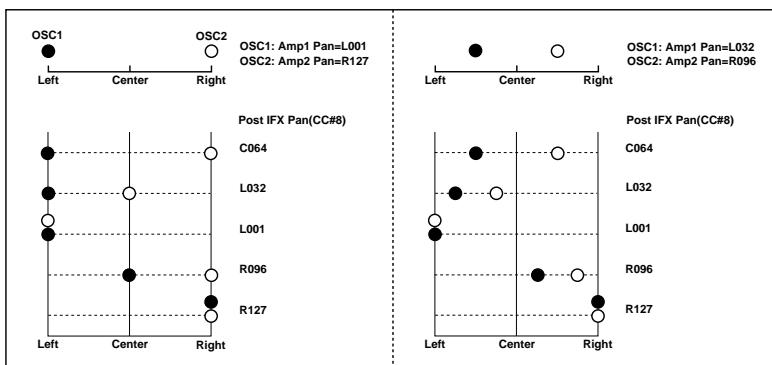 OSC1 OSC2
OSC1: Amp1 Pan=L001
OSC2: Amp2 Pan=R127
Left Center Right
Post IFX Pan(CC#8)
C064
L032
L001
R096
R127
Left Center Right
OSC1: Amp1 Pan=L032
OSC2: Amp2 Pan=R096
Left Center Right
Post IFX Pan(CC#8)
C064
L032
L001
R096
R127
Left Center Right